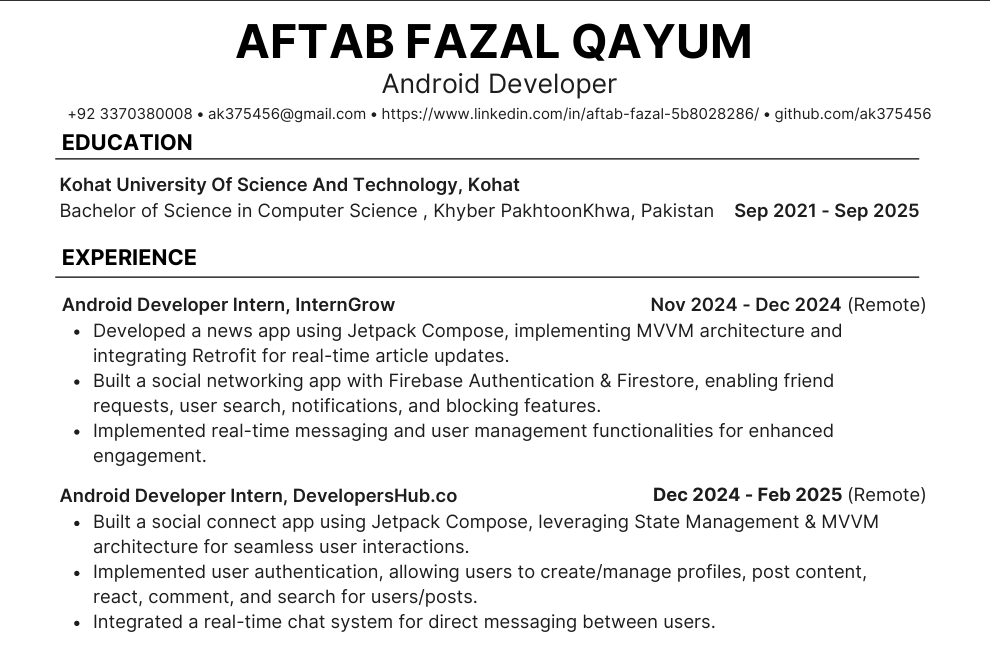 AFTAB FAZAL QAYUM
Android Developer
+92 3370380008 • ak375456@gmail.com • https://www.linkedin.com/in/aftab-fazal-5b8028286/ • github.com/ak375456
EDUCATION
Kohat University Of Science And Technology, Kohat
Bachelor of Science in Computer Science , Khyber PakhtoonKhwa, Pakistan Sep 2021 - Sep 2025
EXPERIENCE
Android Developer Intern, InternGrow Nov 2024 - Dec 2024 (Remote)
• Developed a news app using Jetpack Compose, implementing MVVM architecture and
integrating Retrofit for real-time article updates.
• Built a social networking app with Firebase Authentication & Firestore, enabling friend
requests, user search, notifications, and blocking features.
• Implemented real-time messaging and user management functionalities for enhanced
engagement.
Android Developer Intern, DevelopersHub.co Dec 2024 - Feb 2025 (Remote)
• Built a social connect app using Jetpack Compose, leveraging State Management & MVVM
architecture for seamless user interactions.
• Implemented user authentication, allowing users to create/manage profiles, post content,
react, comment, and search for users/posts.
• Integrated a real-time chat system for direct messaging between users.